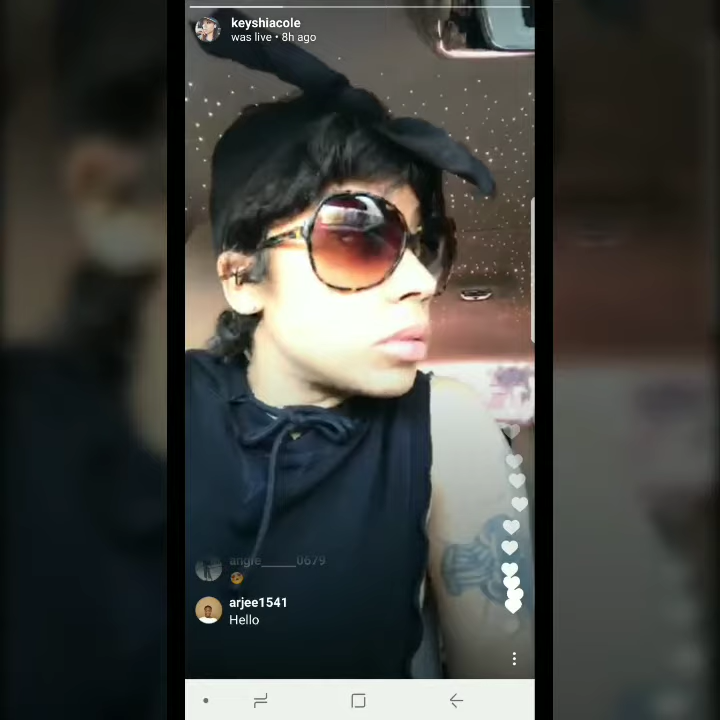 keyshiacole
was live • 8h ago
angie_____0679
arjee1541
Hello